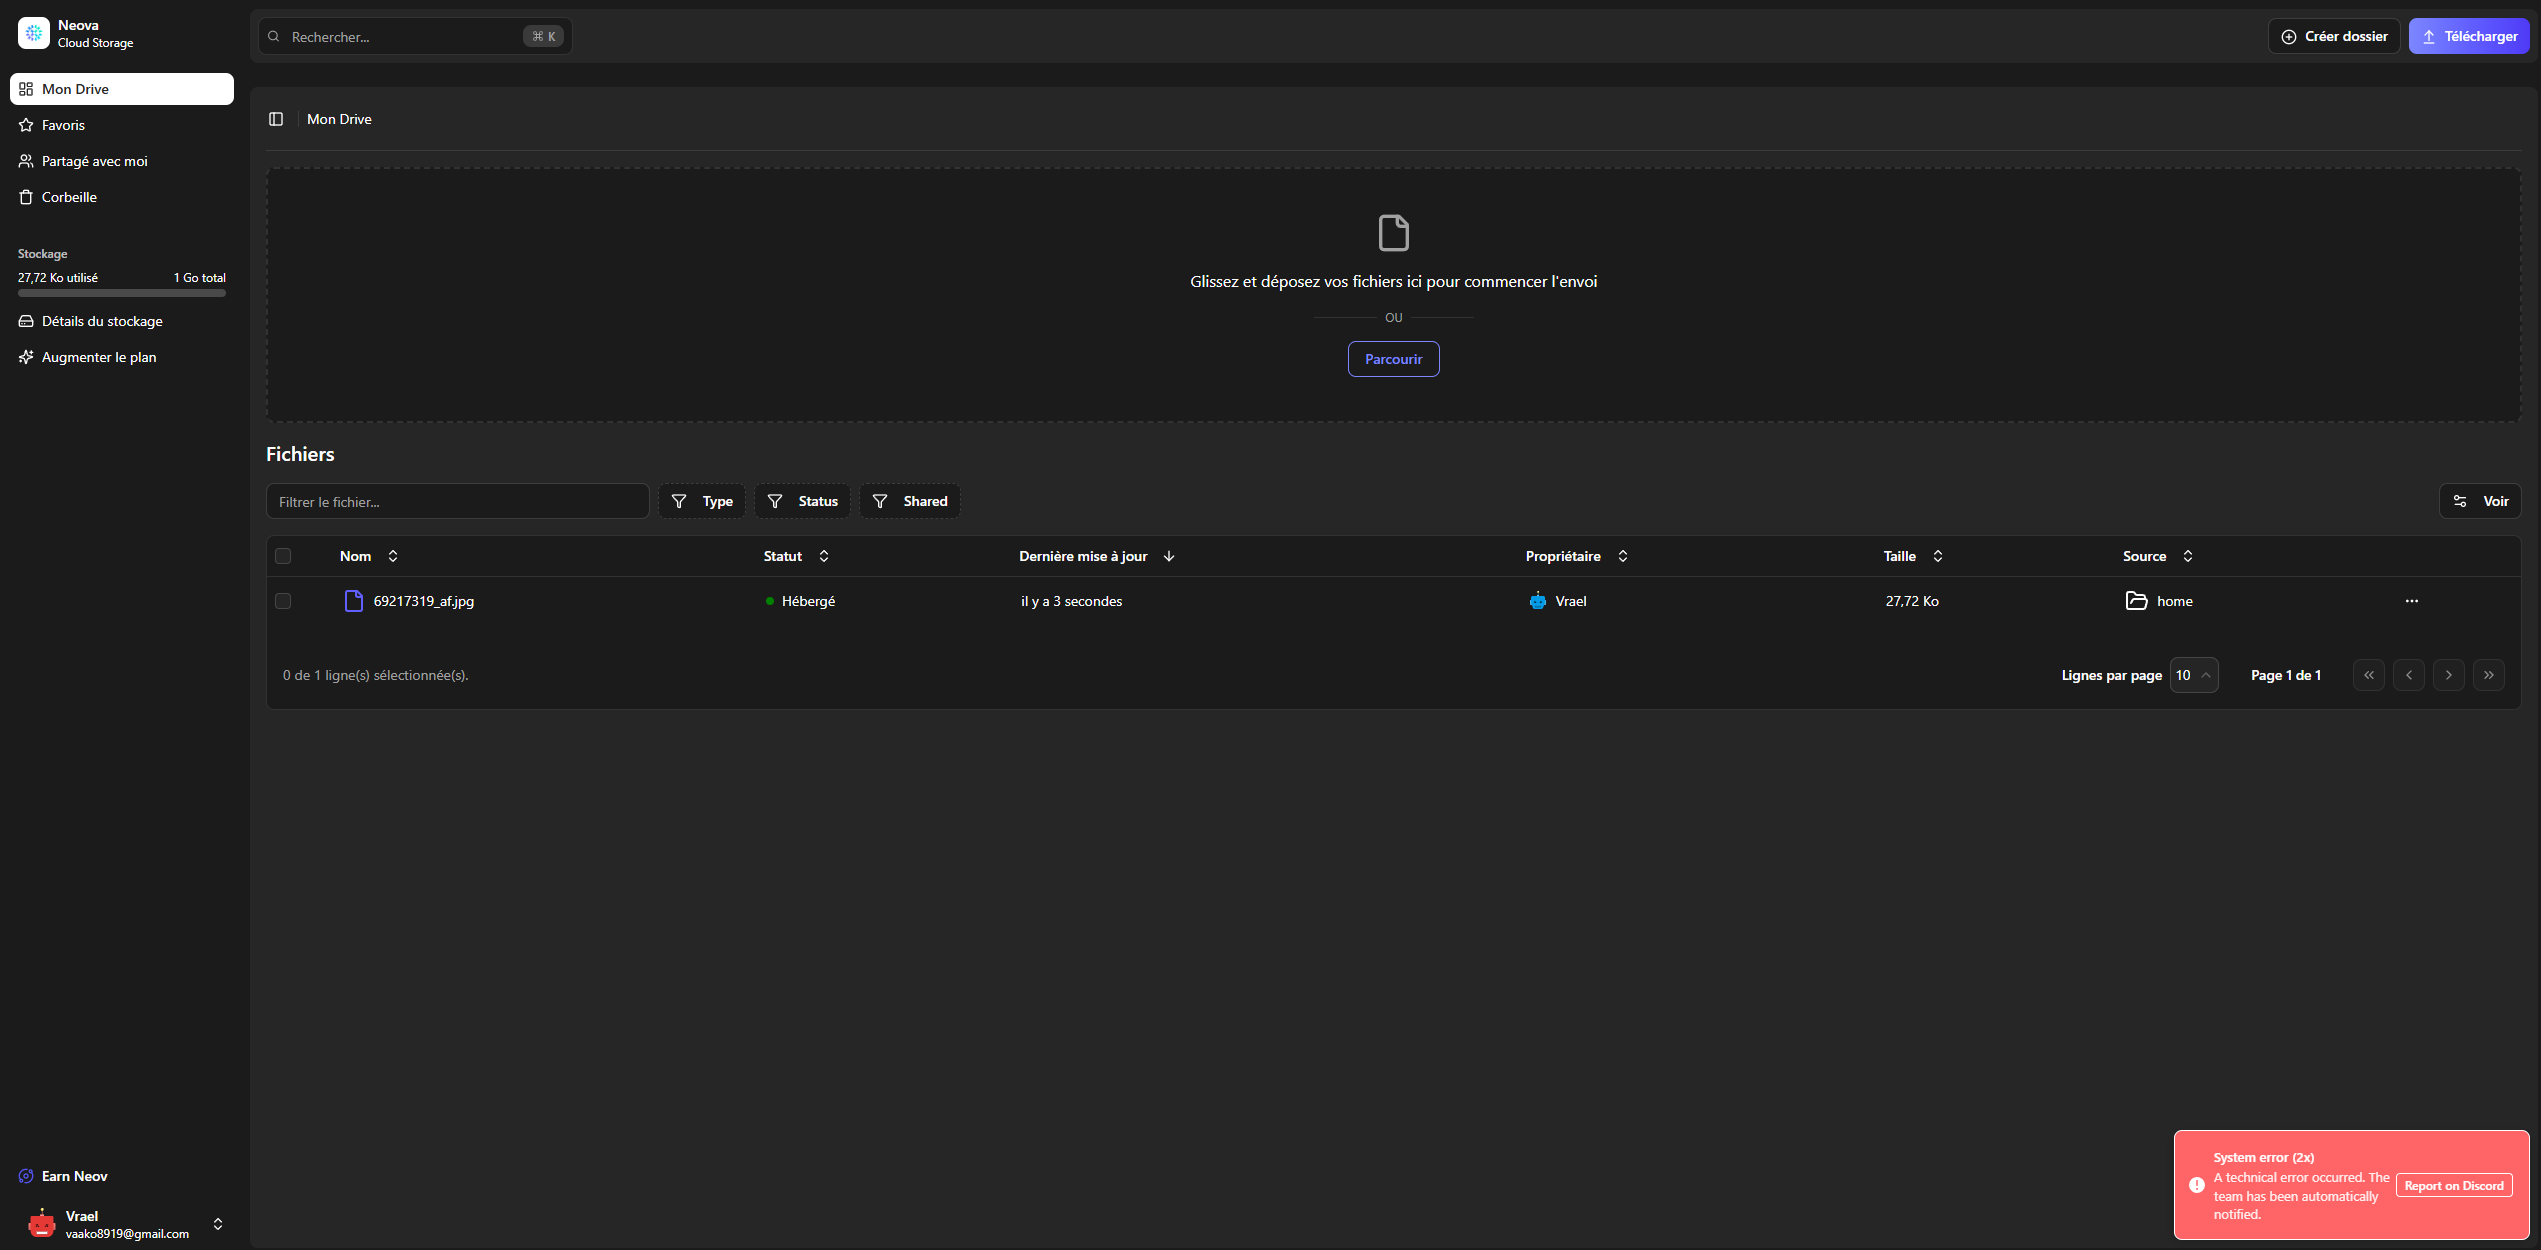 Neova
Cloud Storage
Rechercher...
⌘ K
Créer dossier
Télécharger
Mon Drive
Favoris
Partagé avec moi
Corbeille
Stockage
27,72 Ko utilisé 1 Go total
Détails du stockage
Augmenter le plan
Mon Drive
Glissez et déposez vos fichiers ici pour commencer l'envoi
OU
Parcourir
Fichiers
Filtrer le fichier...
Type
Status
Shared
Voir
Nom Statut Dernière mise à jour Propriétaire Taille Source
69217319_af.jpg Hébergé il y a 3 secondes Vrael 27,72 Ko home
0 de 1 ligne(s) sélectionnée(s).
Lignes par page 10 Page 1 de 1
Earn Neov
Vrael
vaako8919@gmail.com
System error (2x)
A technical error occurred. The
team has been automatically
notified.
Report on Discord